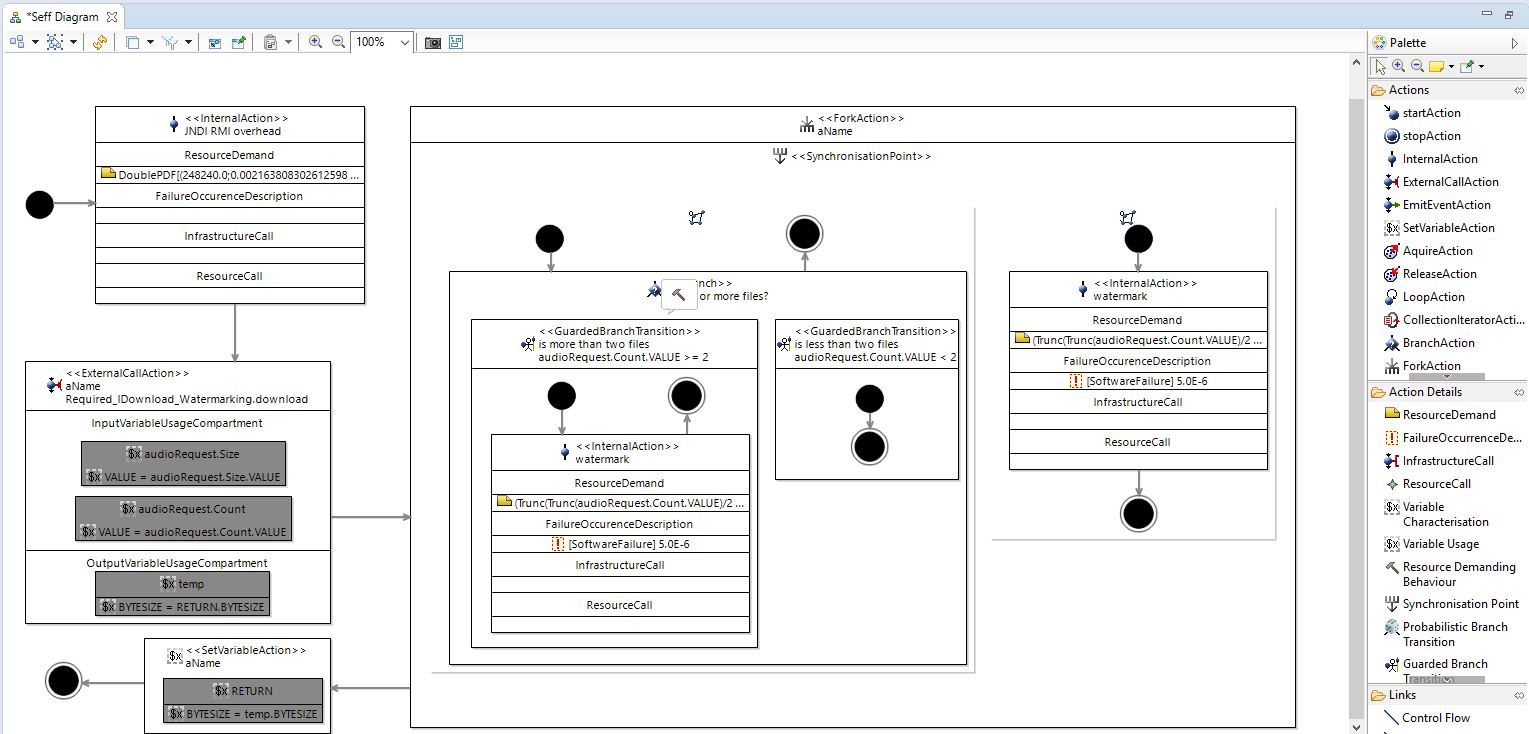 *Seff Diagram
100%
<<InternalAction>>
JNDI RMI overhead
ResourceDemand
DoublePDF[(248240.0;0.002163808302612598 ...
FailureOccurenceDescription
InfrastructureCall
ResourceCall
<<ExternalCallAction>>
aName
Required_IDownload_Watermarking.download
InputVariableUsageCompartment
$x audioRequest.Size
$x VALUE = audioRequest.Size.VALUE
$x audioRequest.Count
$x VALUE = audioRequest.Count.VALUE
OutputVariableUsageCompartment
$x temp
$x BYTESIZE = RETURN.BYTESIZE
$x <<SetVariableAction>>
aName
$x RETURN
$x BYTESIZE = temp.BYTESIZE
<<ForkAction>>
aName
<<SynchronisationPoint>>
nch>>
or more files?
<<GuardedBranchTransition>>
is more than two files
audioRequest.Count.VALUE >= 2
<<InternalAction>>
watermark
ResourceDemand
(Trunc(Trunc(audioRequest.Count.VALUE)/2 ...
FailureOccurenceDescription
[SoftwareFailure] 5.0E-6
InfrastructureCall
ResourceCall
<<GuardedBranchTransition>>
is less than two files
audioRequest.Count.VALUE < 2
<<InternalAction>>
watermark
ResourceDemand
(Trunc(Trunc(audioRequest.Count.VALUE)/2 ...
FailureOccurenceDescription
[SoftwareFailure] 5.0E-6
InfrastructureCall
ResourceCall
Palette
Actions
startAction
stopAction
InternalAction
ExternalCallAction
EmitEventAction
$x SetVariableAction
AquireAction
ReleaseAction
LoopAction
CollectionIteratorActi...
BranchAction
ForkAction
Action Details
ResourceDemand
FailureOccurrenceDe...
InfrastructureCall
ResourceCall
$x Variable
Characterisation
$x Variable Usage
Resource Demanding
Behaviour
Synchronisation Point
Probabilistic Branch
Transition
Guarded Branch
Links
Control Flow